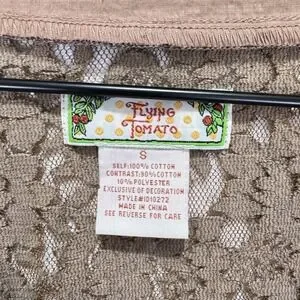 Flying
Tomato
S
SELF:100% COTTON
CONTRAST:90% COTTON
10% POLYESTER
EXCLUSIVE OF DECORATION
STYLE#ID10272
MADE IN CHINA
SEE REVERSE FOR CARE